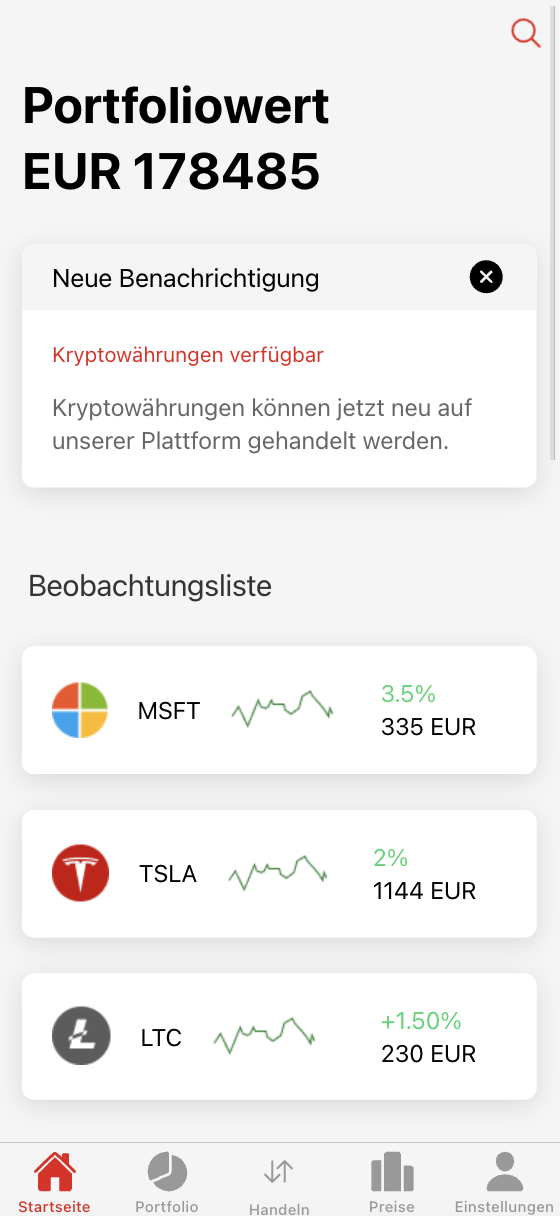 Portfoliowert
EUR 178485
Neue Benachrichtigung
Kryptowährungen verfügbar
Kryptowährungen können jetzt neu auf
unserer Plattform gehandelt werden.
Beobachtungsliste
MSFT
3.5%
335 EUR
TSLA
2%
1144 EUR
LTC
+1.50%
230 EUR
Startseite
Portfolio
Handeln
Preise
Einstellungen